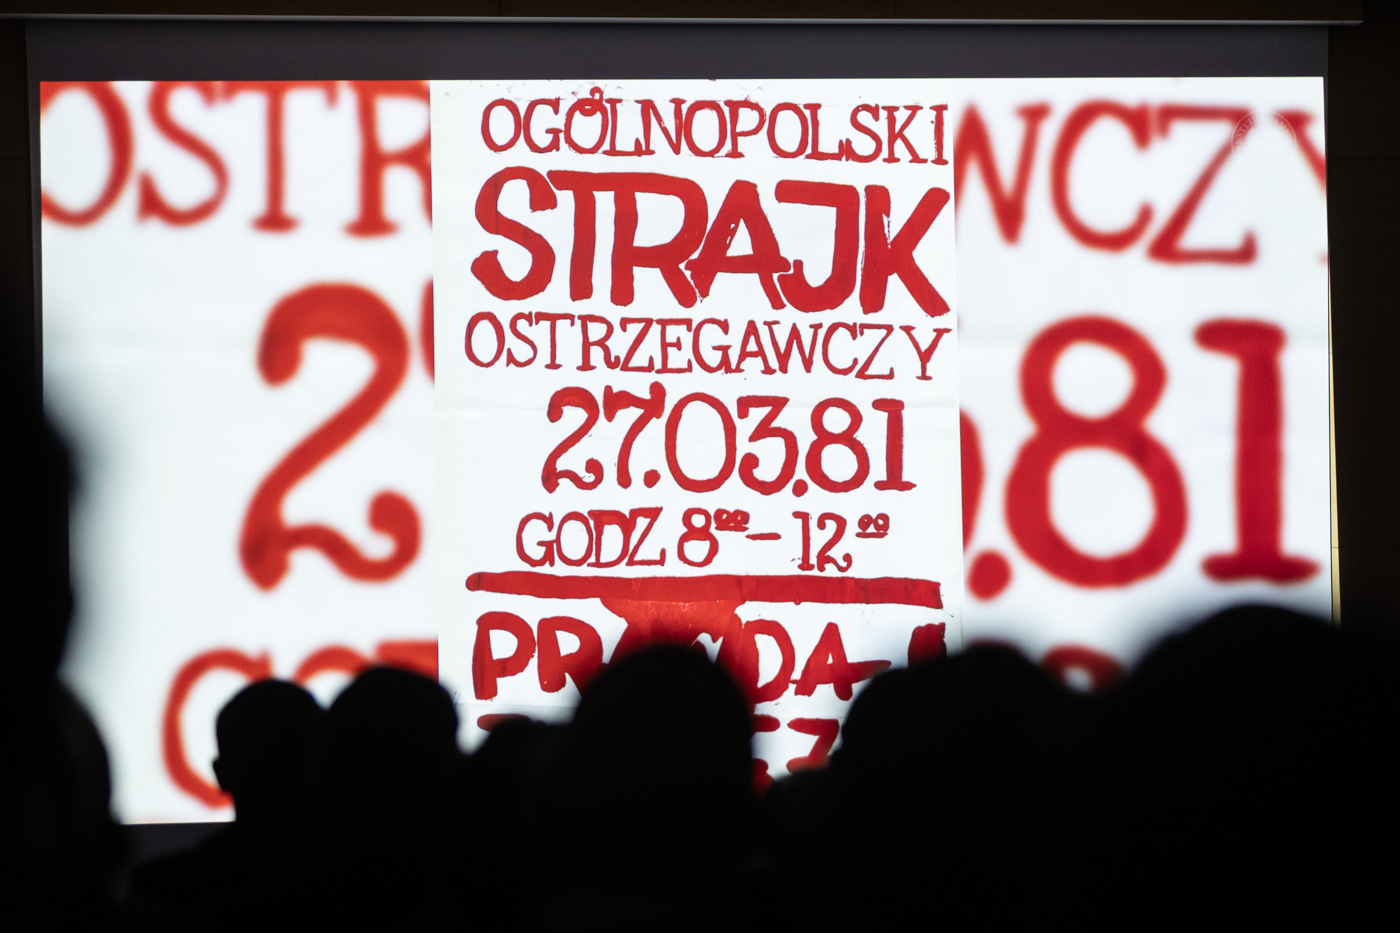 OGÓLNOPOLSKI
STRAJK
OSTRZEGAWCZY
27.03.81
GODZ 8⁰⁰ – 12⁰⁰